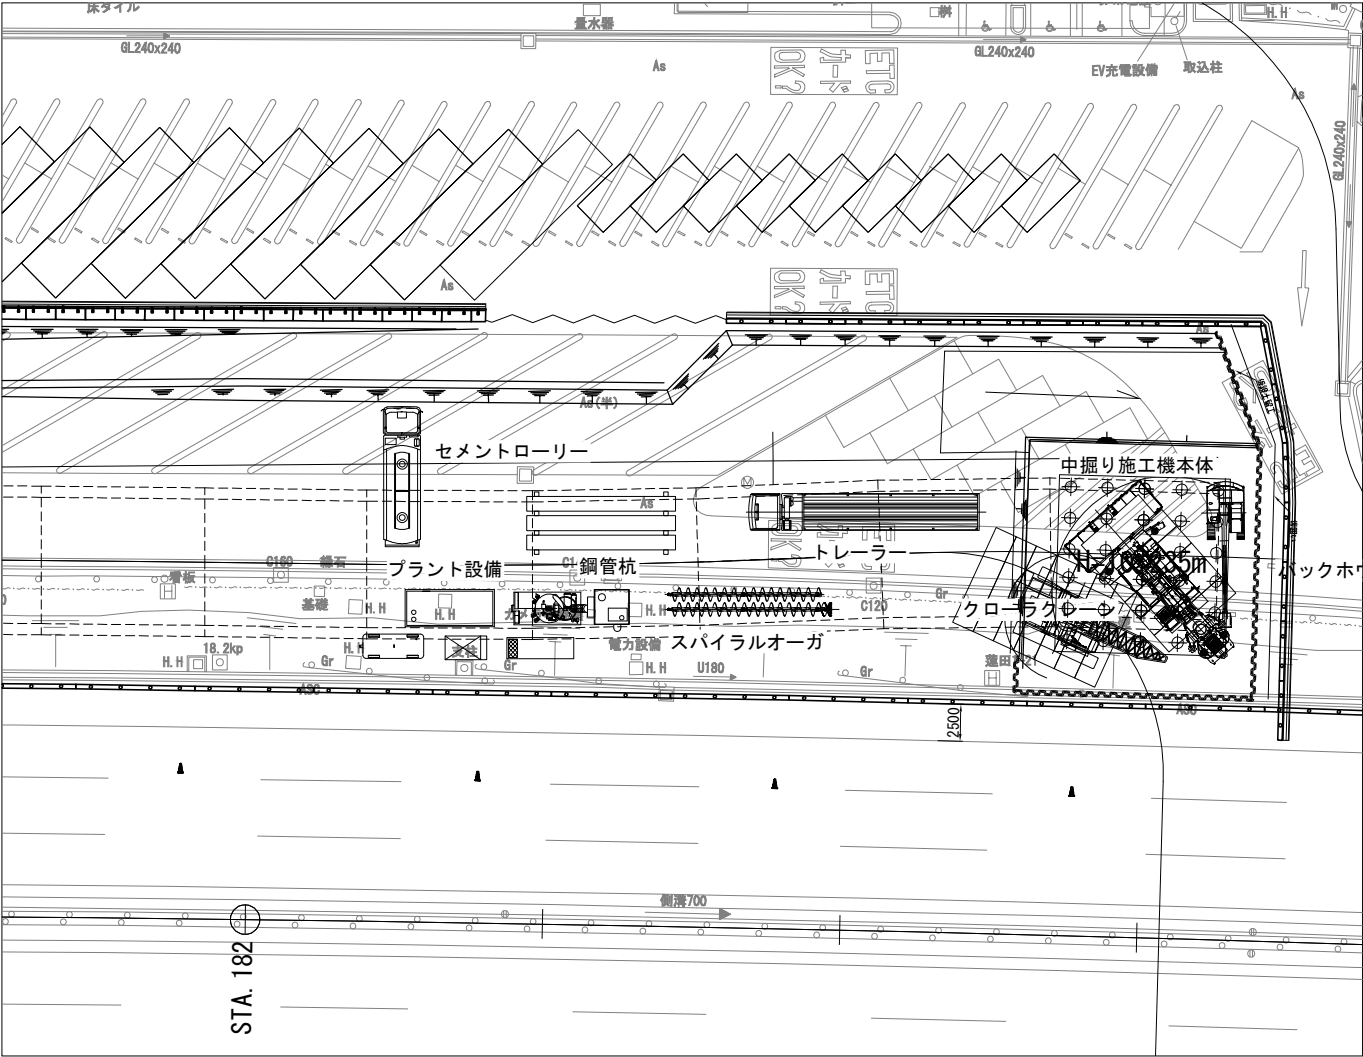 床タイル
量水器
桝
H.H
GL240x240
GL240x240
As
ETC
カード
OK?
EV充電設備
取込柱
As
GL240x240
As
ETC
カード
OK?
As
As(半)
セメントローリー
中掘り施工機本体
M
As
トレーラー
C160
縁石
プラント設備
鋼管杭
看板
バックホウ
基礎
H.H
H.H
H.H
Gr
C120
クローラクレーン
スパイラルオーガ
電力設備
18.2kp
H.H
Gr
Gr
H.H
U180
Gr
ASC
ASC
2500
側溝700
STA. 182